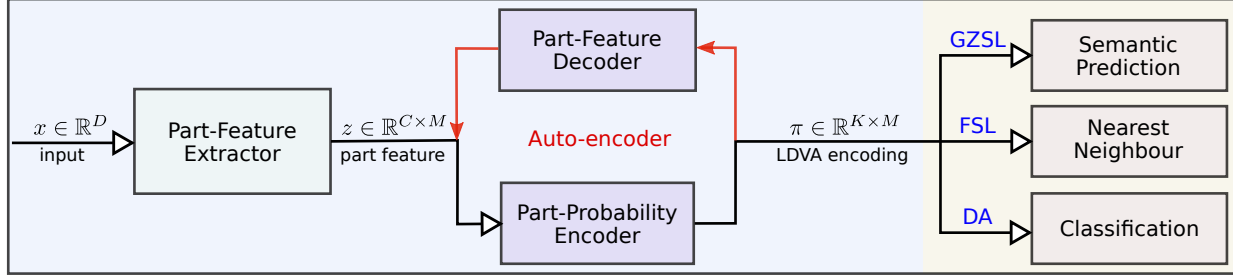 x ∈ ℝ^D
input
Part-Feature
Extractor
z ∈ ℝ^{C×M}
part feature
Part-Feature
Decoder
Auto-encoder
Part-Probability
Encoder
π ∈ ℝ^{K×M}
LDVA encoding
GZSL
Semantic
Prediction
FSL
Nearest
Neighbour
DA
Classification